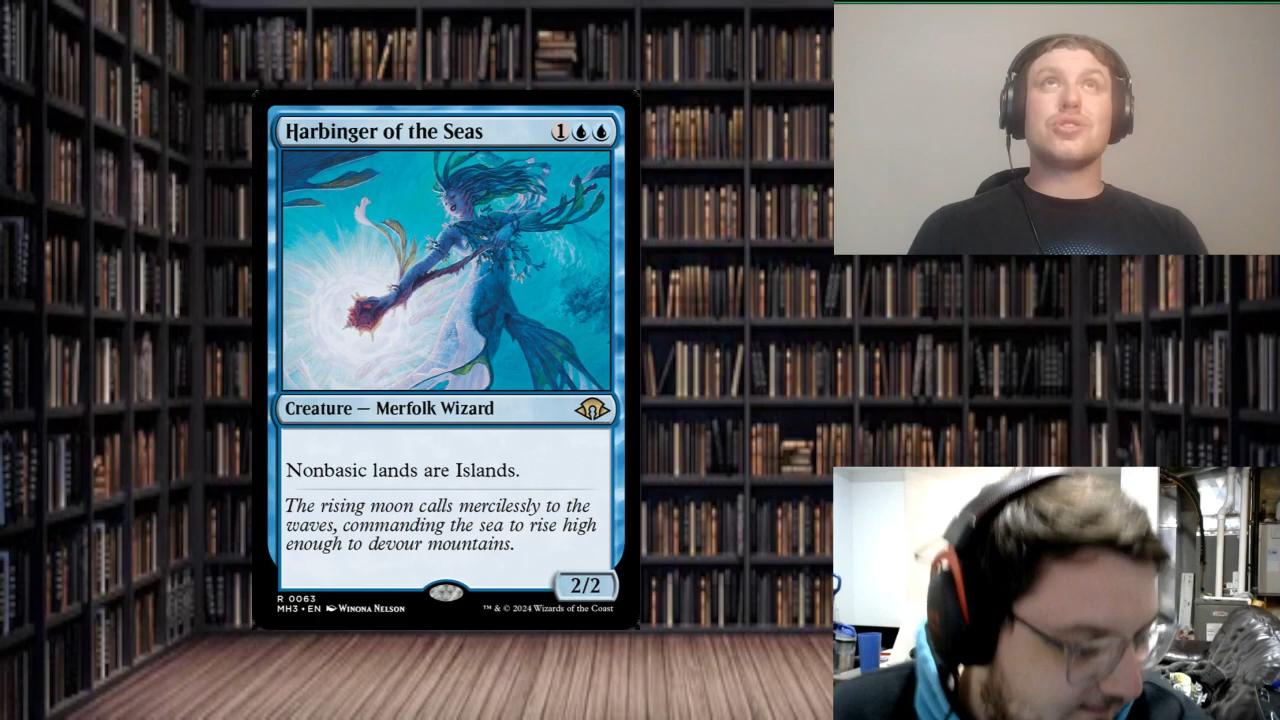 Harbinger of the Seas 1
Creature — Merfolk Wizard
Nonbasic lands are Islands.
The rising moon calls mercilessly to the
waves, commanding the sea to rise high
enough to devour mountains.
2/2
R 0063
MH3 • EN Winona Nelson
™ & © 2024 Wizards of the Coast